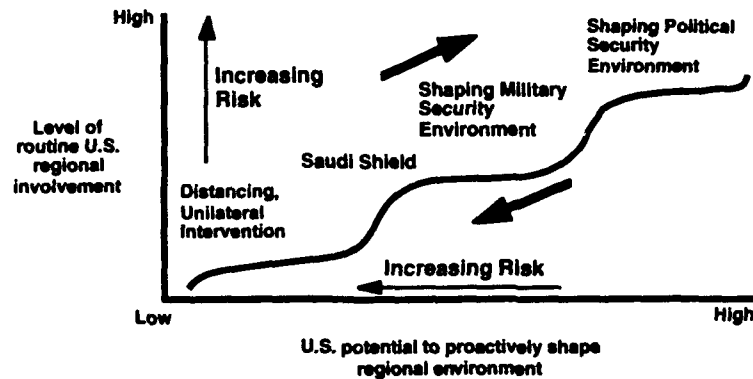 High
Shaping Political
Security
Environment
Increasing
Risk
Shaping Military
Security
Environment
Level of
routine U.S.
regional
involvement
Saudi Shield
Distancing,
Unilateral
Intervention
Increasing Risk
Low
High
U.S. potential to proactively shape
regional environment